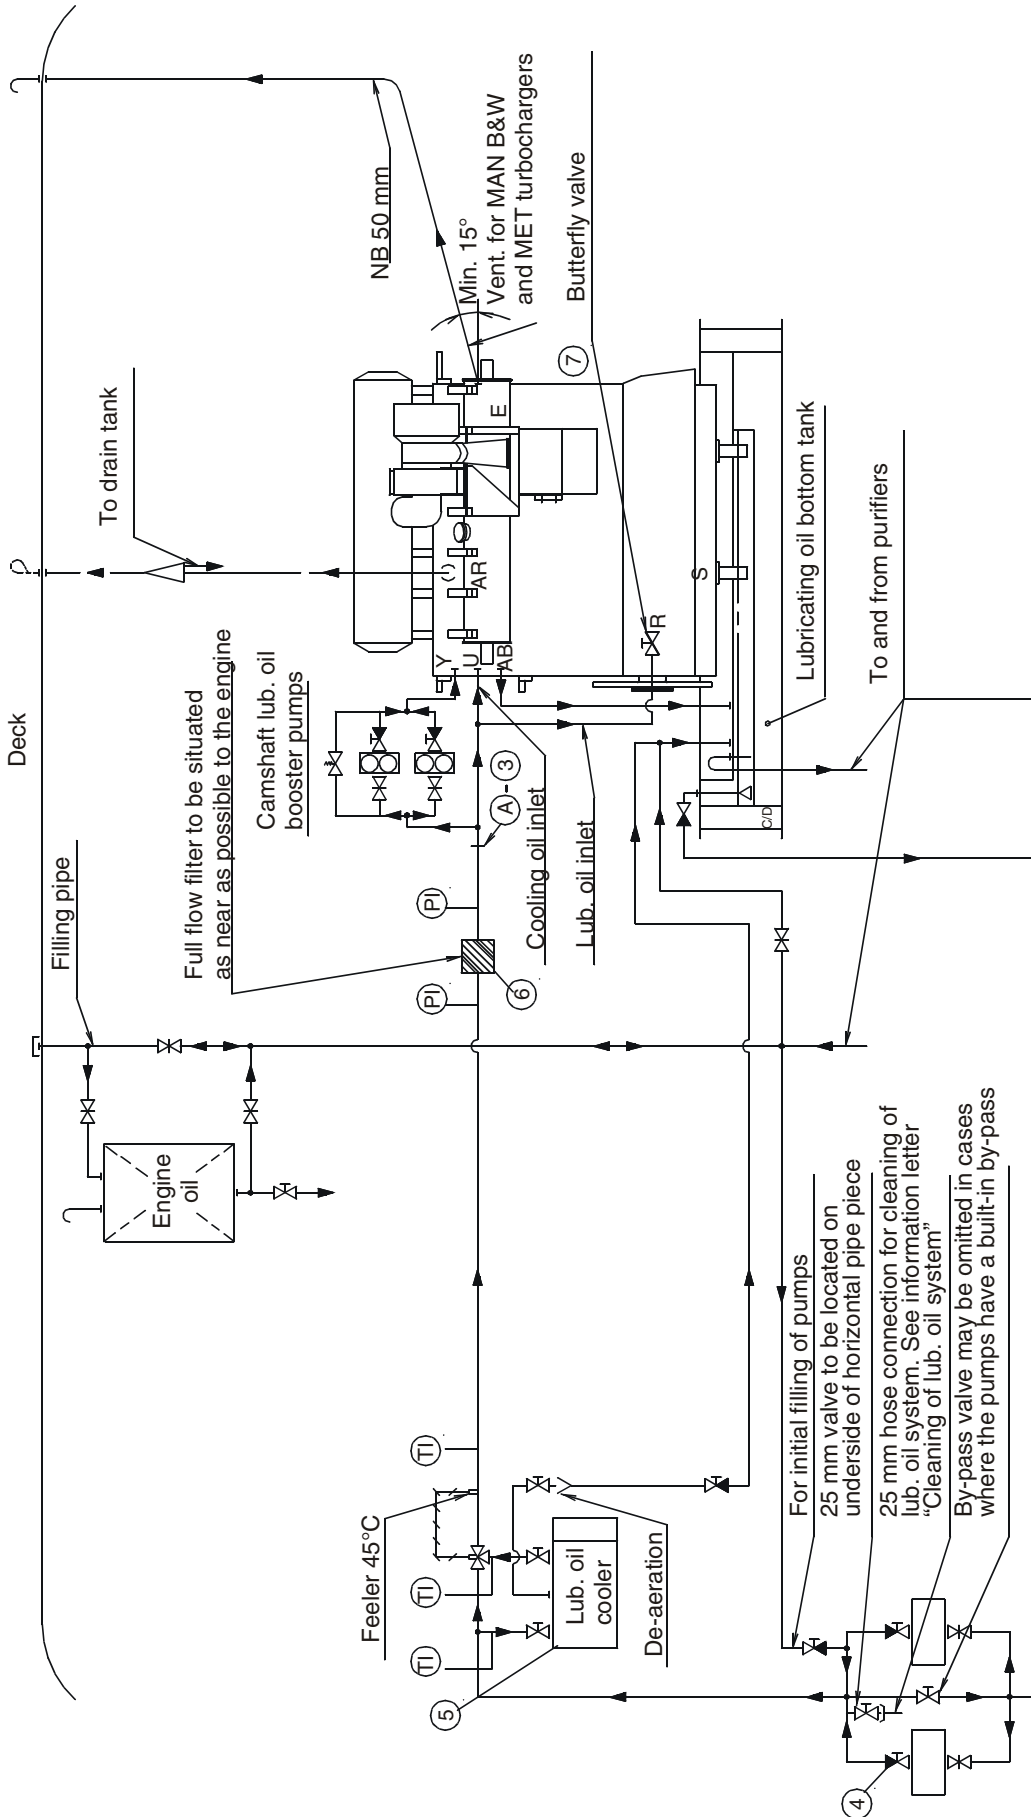 Deck
Filling pipe
Full flow filter to be situated
as near as possible to the engine
Camshaft lub. oil
booster pumps
To drain tank
NB 50 mm
Min. 15°
Vent. for MAN B&W
and MET turbochargers
Butterfly valve
7
Engine
oil
PI
PI
6
A
3
Cooling oil inlet
Lub. oil inlet
Y
U
AB
AR
E
R
S
Lubricating oil bottom tank
To and from purifiers
C/D
TI
TI
TI
Feeler 45°C
5
Lub. oil
cooler
De-aeration
For initial filling of pumps
25 mm valve to be located on
underside of horizontal pipe piece
25 mm hose connection for cleaning of
lub. oil system. See information letter
“Cleaning of lub. oil system”
By-pass valve may be omitted in cases
where the pumps have a built-in by-pass
4